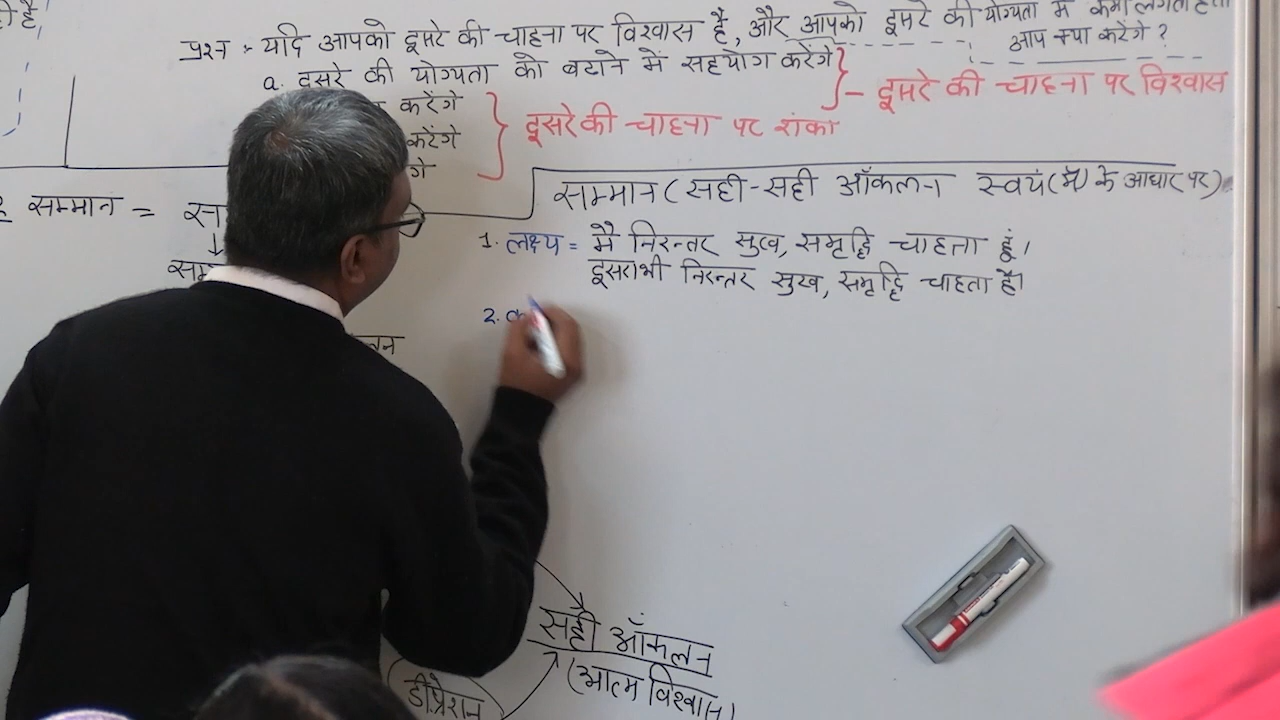 प्रश्न :- यदि आपको दूसरे की चाहना पर विश्वास है, और आपको दूसरे की योग्यता में कमी लगती
आप क्या करेंगे ?
a. दूसरे की योग्यता को बढाने में सहयोग करेंगे } - दूसरे की चाहना पर विश्वास
करेंगे
करेंगे
} दूसरे की चाहना पर शंका
सम्मान =
सम्मान ( सही-सही आँकलन स्वयं(मैं) के आधार पर )
1. लक्ष्य = मैं निरन्तर सुख, समृद्धि चाहता हूं।
दूसरा भी निरन्तर सुख, समृद्धि चाहता है।
2.
सही आँकलन
(आत्म विश्वास)
डीप्रेशन